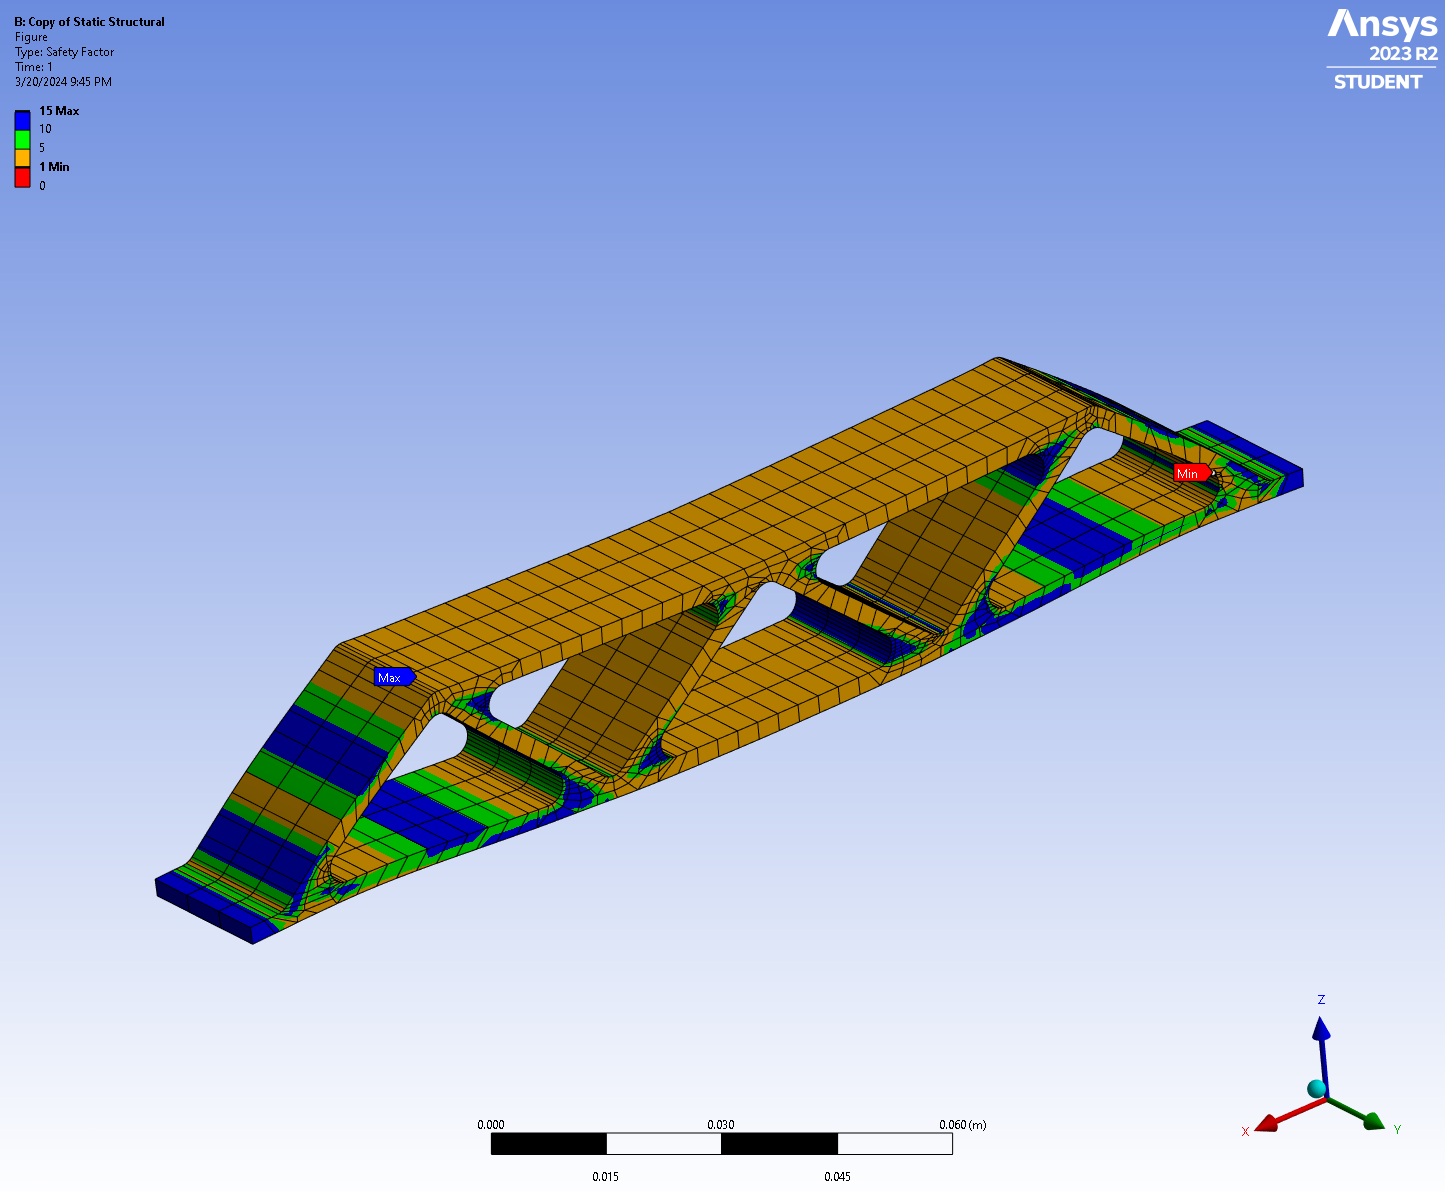 B: Copy of Static Structural
Figure
Type: Safety Factor
Time: 1
3/20/2024 9:45 PM
Ansys
2023 R2
STUDENT
15 Max
10
5
1 Min
0
Min
Max
Z
X
Y
0.000
0.030
0.060 (m)
0.015
0.045